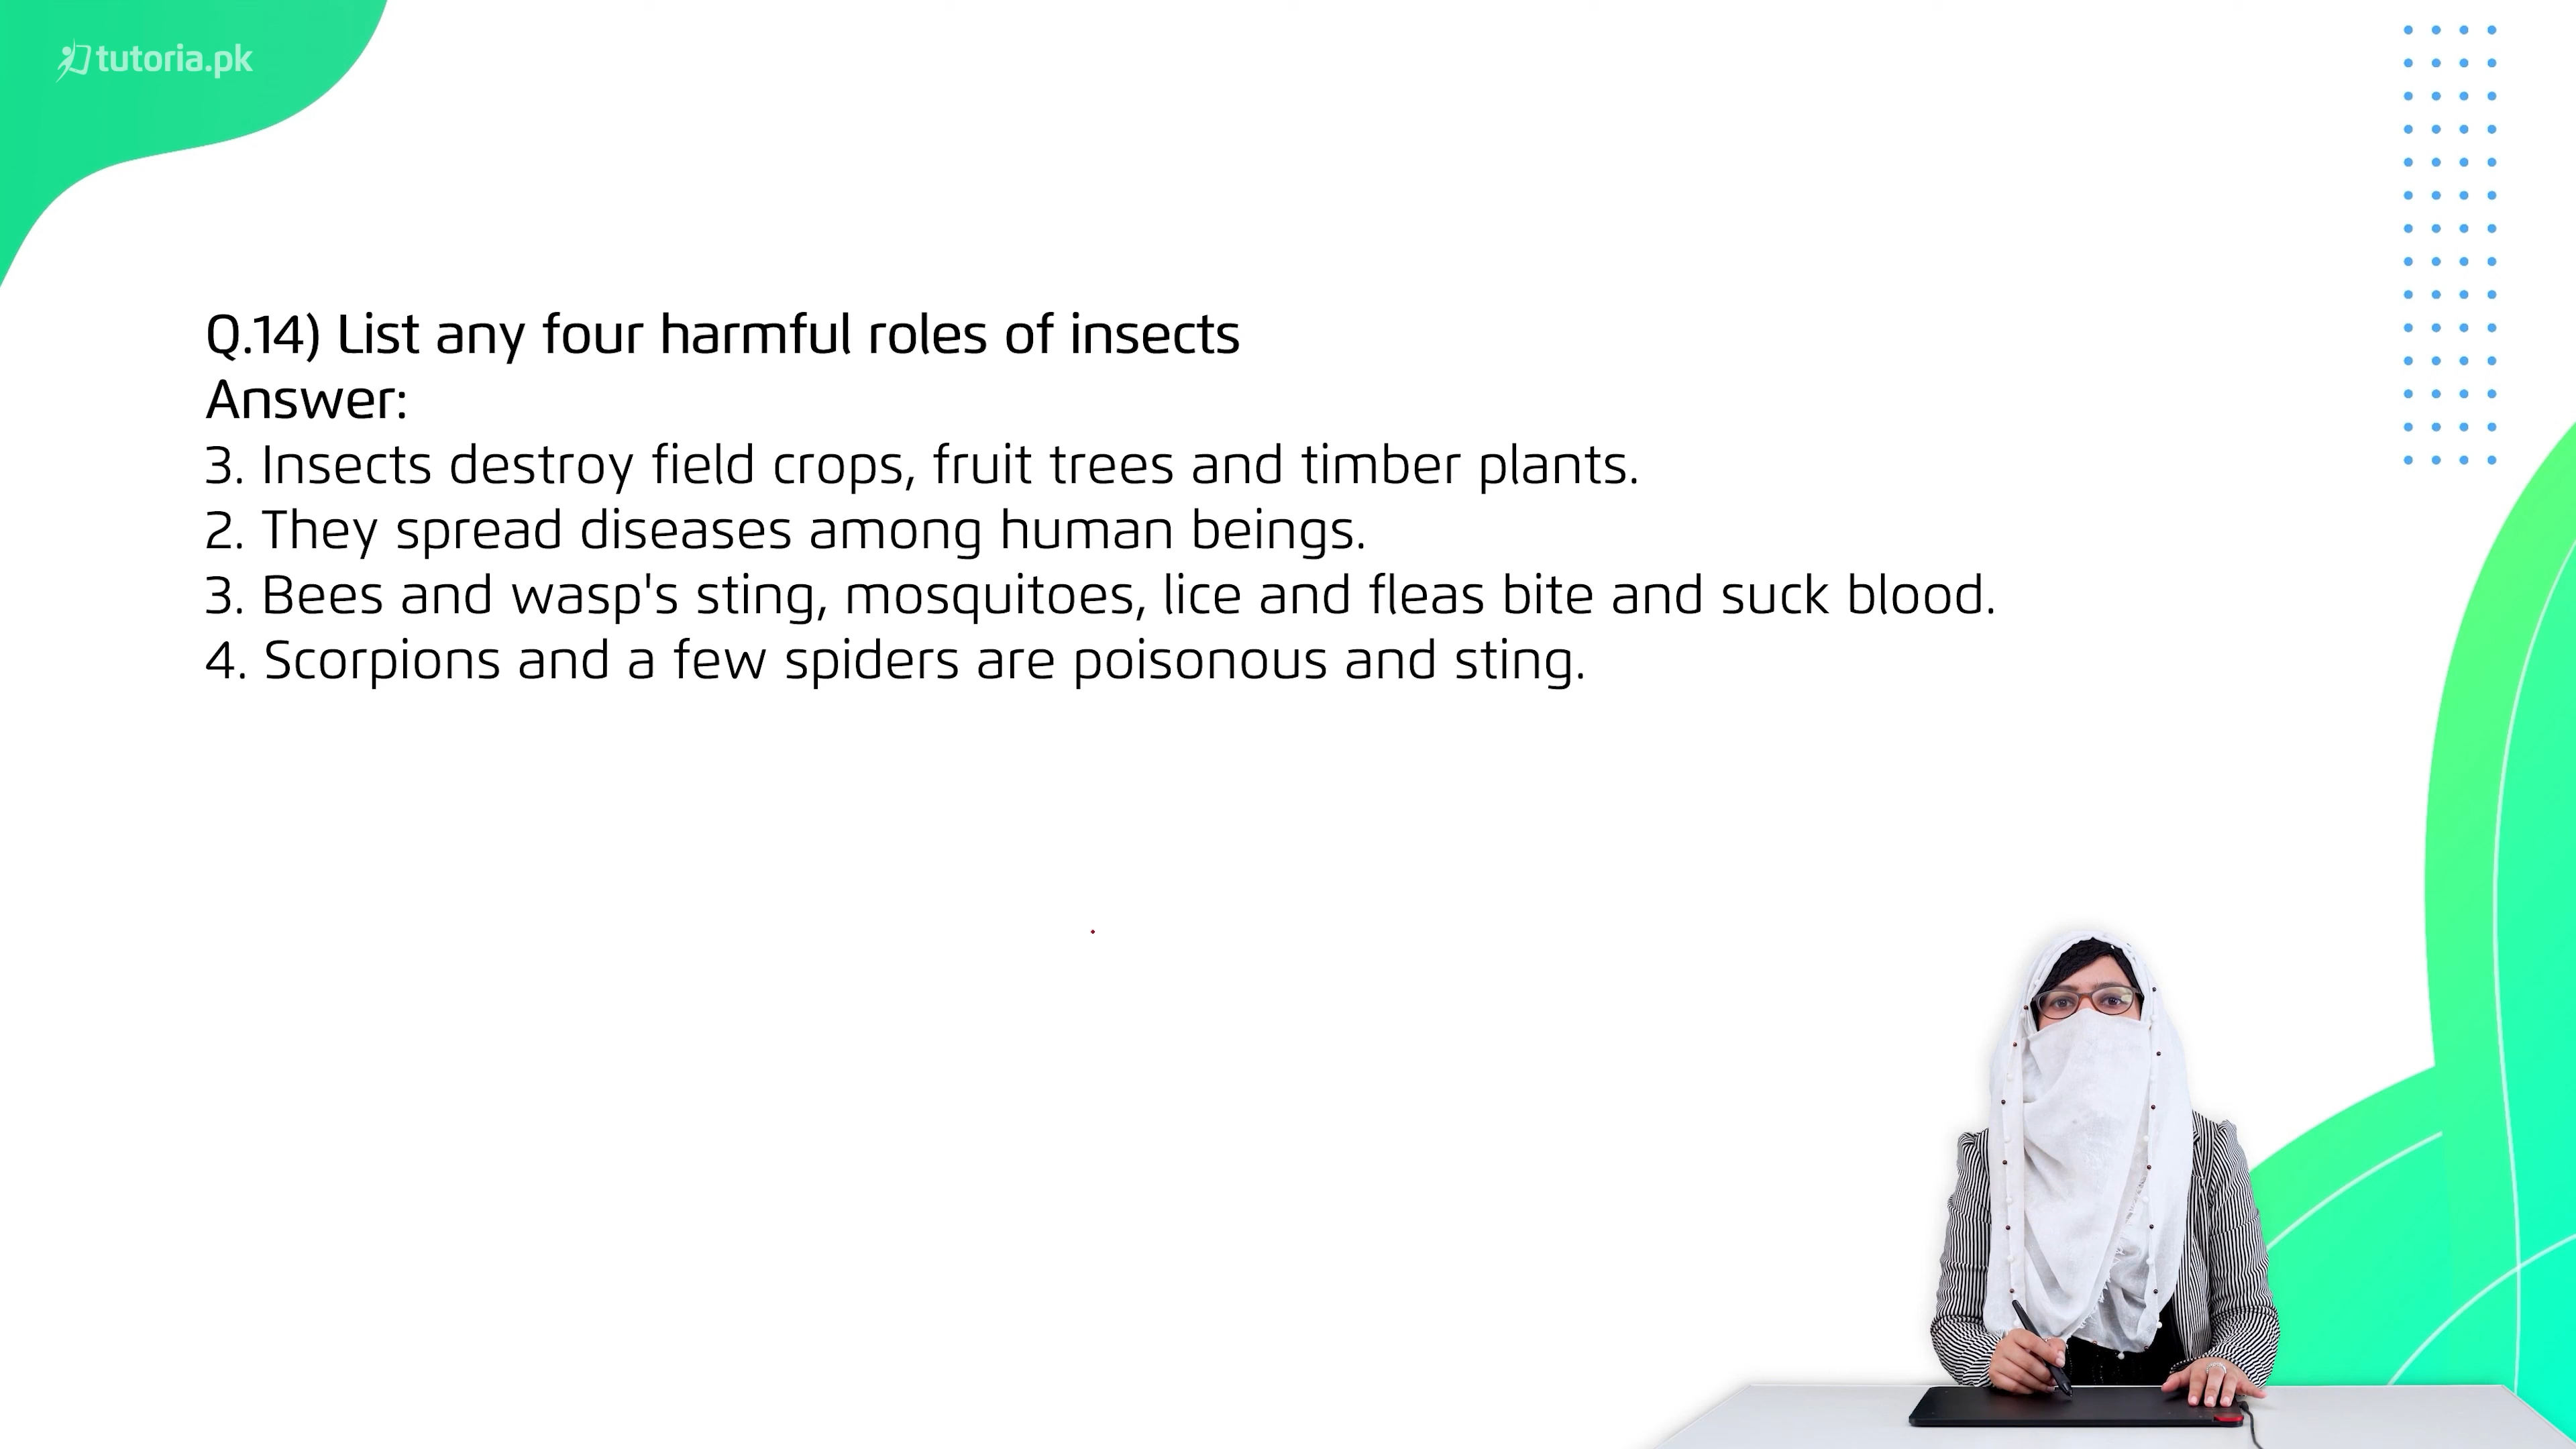 tutoria.pk
Q.14) List any four harmful roles of insects
Answer:
3. Insects destroy field crops, fruit trees and timber plants.
2. They spread diseases among human beings.
3. Bees and wasp's sting, mosquitoes, lice and fleas bite and suck blood.
4. Scorpions and a few spiders are poisonous and sting.